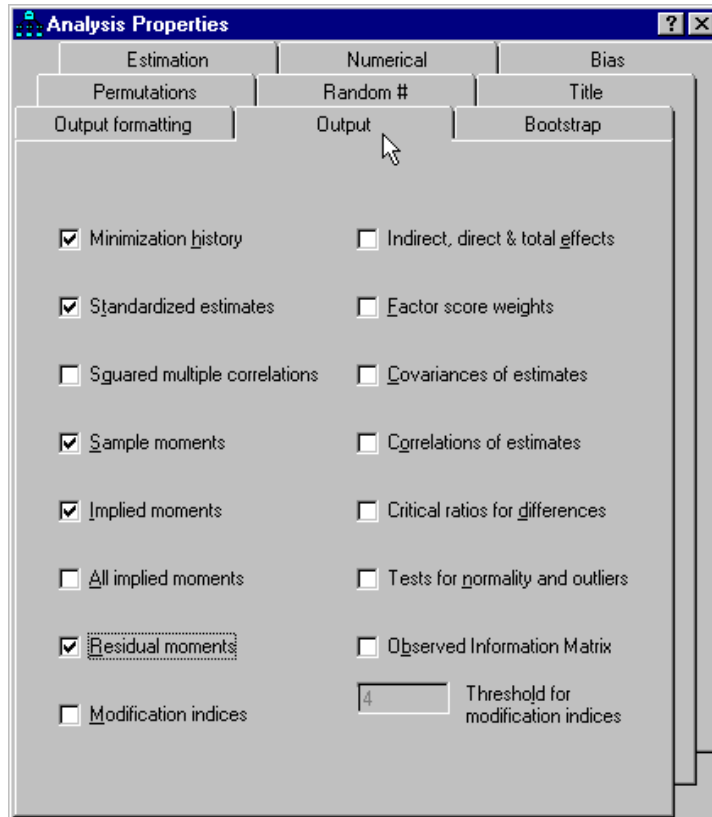 Analysis Properties
Estimation
Numerical
Bias
Permutations
Random #
Title
Output formatting
Output
Bootstrap
Minimization history
Indirect, direct & total effects
Standardized estimates
Factor score weights
Squared multiple correlations
Covariances of estimates
Sample moments
Correlations of estimates
Implied moments
Critical ratios for differences
All implied moments
Tests for normality and outliers
Residual moments
Observed Information Matrix
Modification indices
4
Threshold for
modification indices